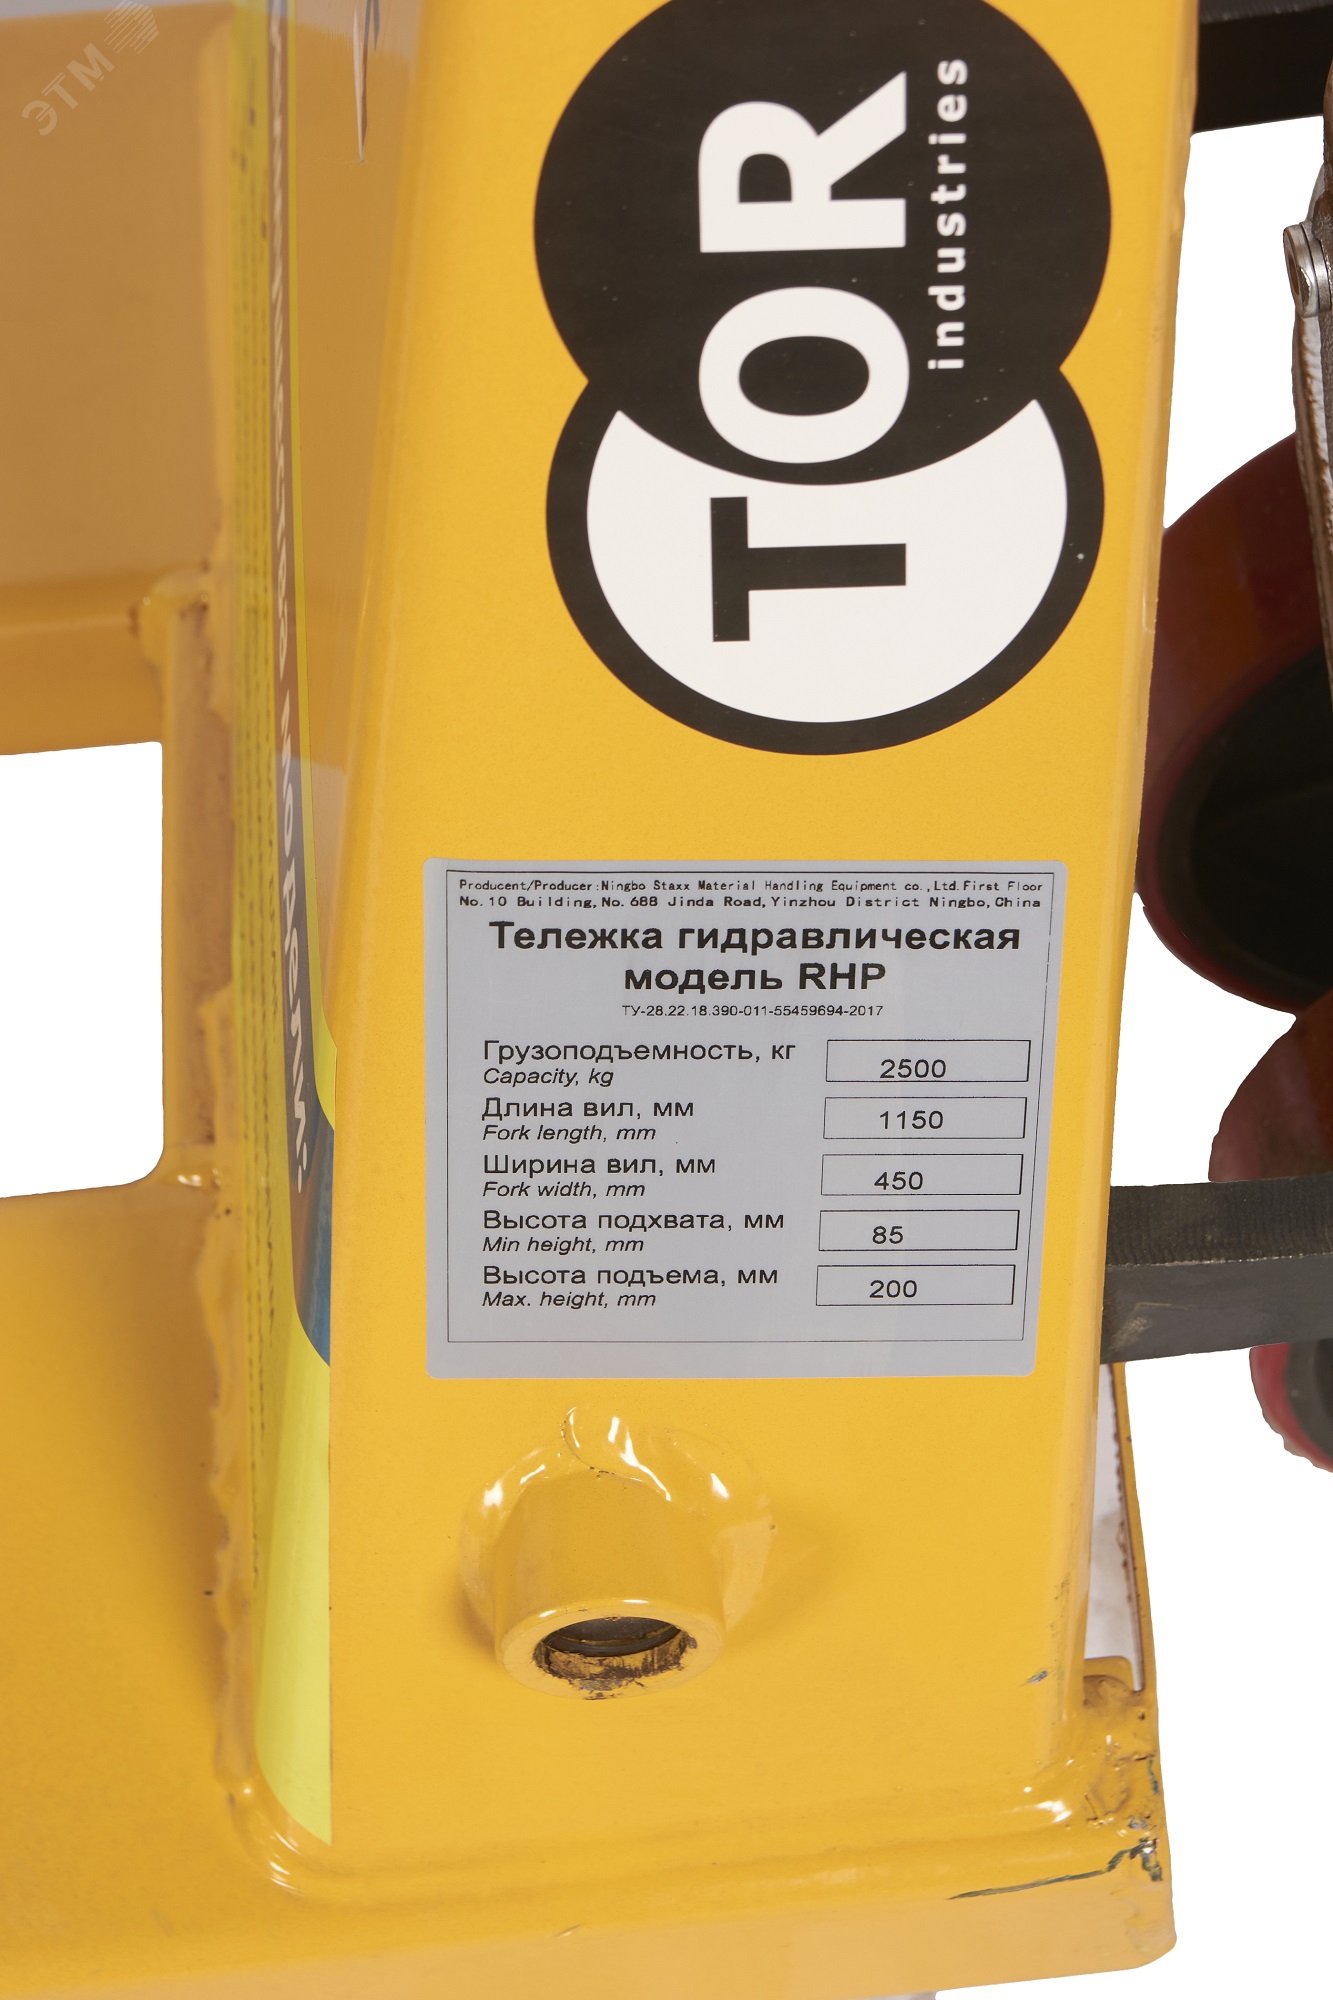 ЭТМ
TOR
industries
Producent/Producer:Ningbo Staxx Material Handling Equipment co.,Ltd.First Floor
No.10 Building,No.688 Jinda Road,Yinzhou District Ningbo,China
Тележка гидравлическая
модель RHP
ТУ-28.22.18.390-011-55459694-2017
Грузоподъемность, кг 2500
Capacity, kg
Длина вил, мм 1150
Fork length, mm
Ширина вил, мм 450
Fork width, mm
Высота подхвата, мм 85
Min height, mm
Высота подъема, мм 200
Max. height, mm